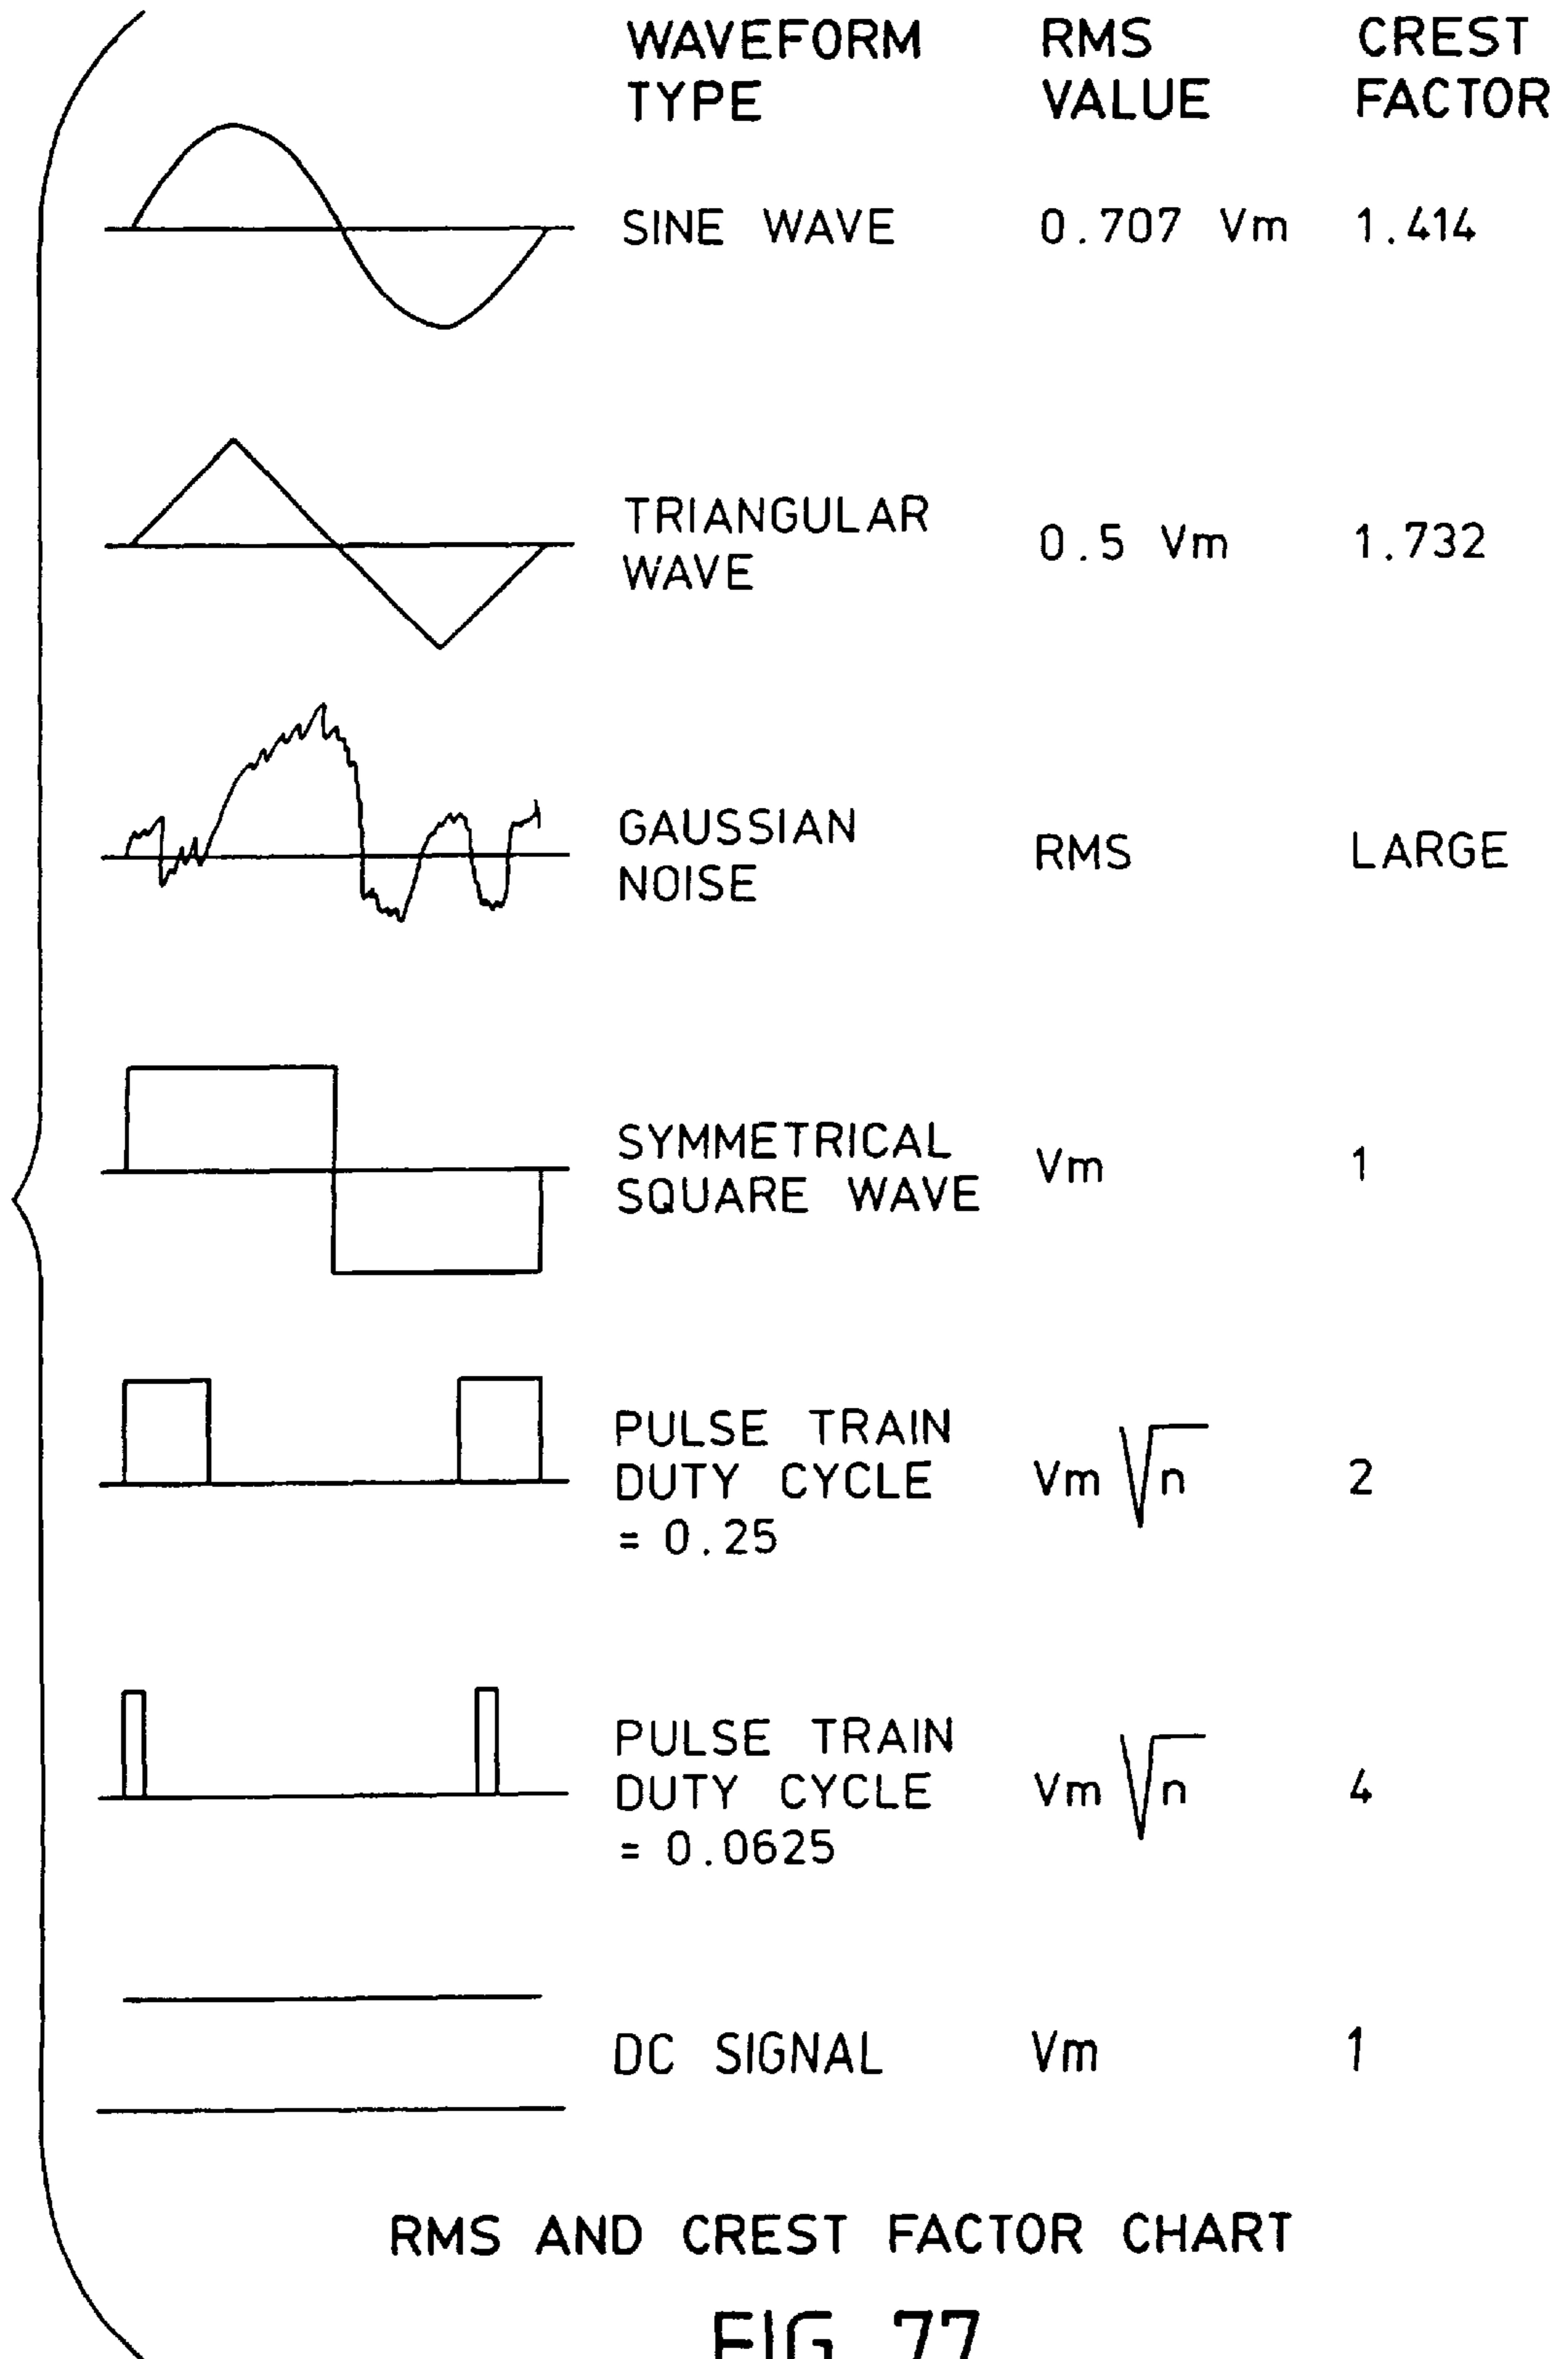 WAVEFORM TYPE RMS VALUE CREST FACTOR
SINE WAVE 0.707 Vm 1.414
TRIANGULAR WAVE 0.5 Vm 1.732
GAUSSIAN NOISE RMS LARGE
SYMMETRICAL SQUARE WAVE Vm 1
PULSE TRAIN DUTY CYCLE = 0.25 Vm √n 2
PULSE TRAIN DUTY CYCLE = 0.0625 Vm √n 4
DC SIGNAL Vm 1
RMS AND CREST FACTOR CHART
FIG 77